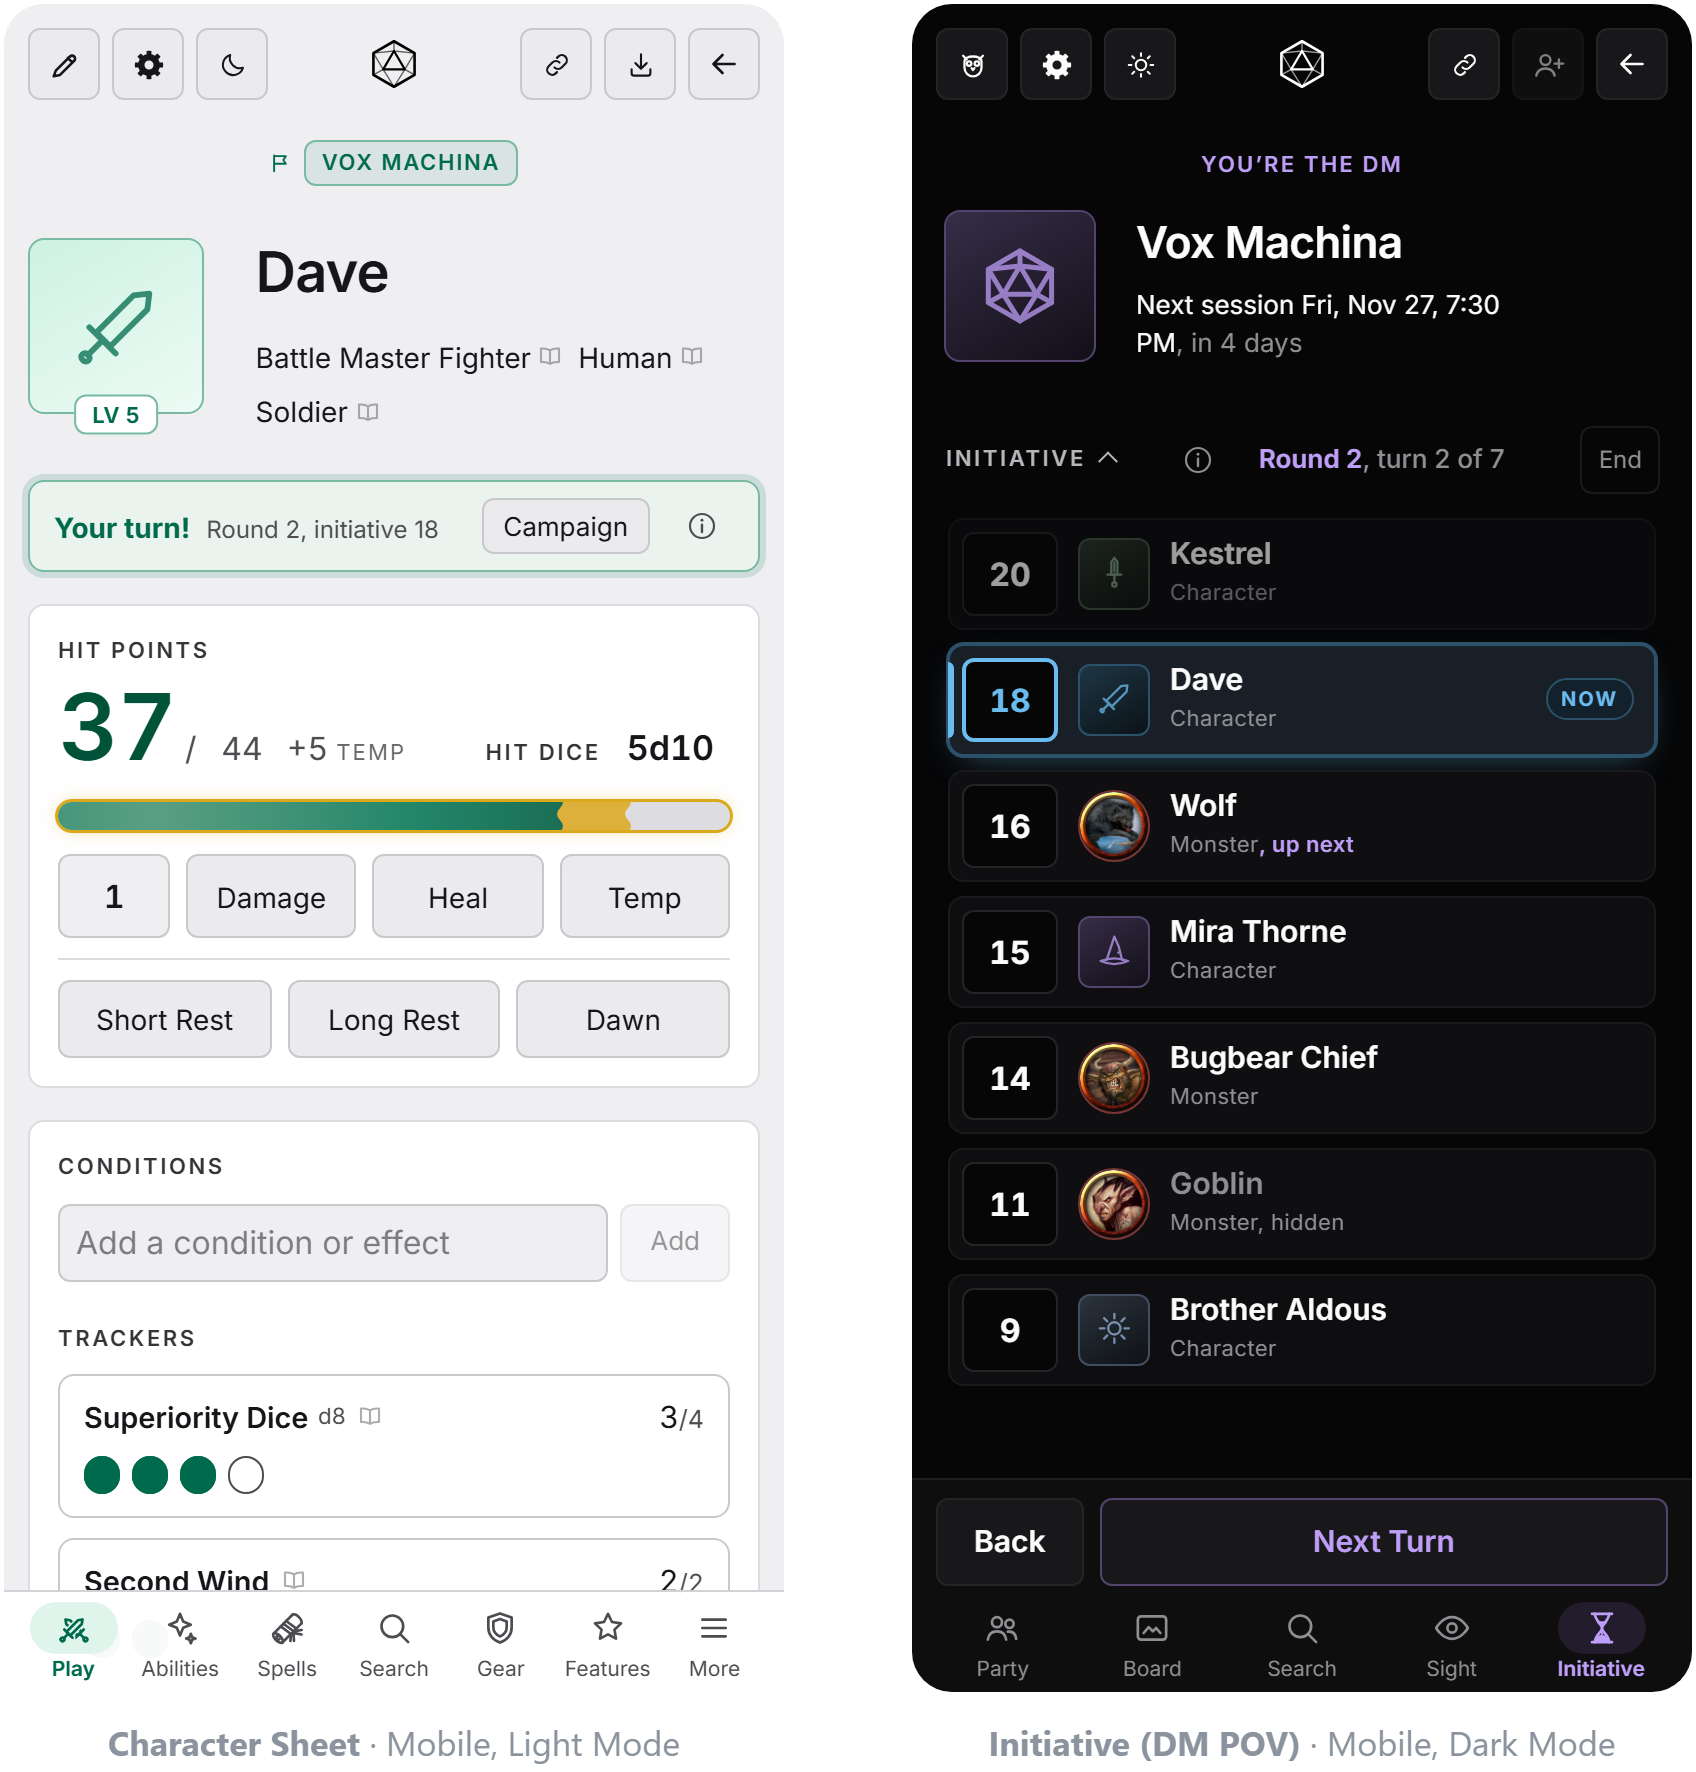 VOX MACHINA
Dave
Battle Master Fighter Human
Soldier
LV 5
Your turn! Round 2, initiative 18 Campaign
HIT POINTS
37 / 44 +5 TEMP HIT DICE 5d10
1 Damage Heal Temp
Short Rest Long Rest Dawn
CONDITIONS
Add a condition or effect Add
TRACKERS
Superiority Dice d8 3/4
Second Wind 2/2
Play Abilities Spells Search Gear Features More
Character Sheet · Mobile, Light Mode
YOU’RE THE DM
Vox Machina
Next session Fri, Nov 27, 7:30
PM, in 4 days
INITIATIVE Round 2, turn 2 of 7 End
20 Kestrel
Character
18 Dave
Character
NOW
16 Wolf
Monster, up next
15 Mira Thorne
Character
14 Bugbear Chief
Monster
11 Goblin
Monster, hidden
9 Brother Aldous
Character
Back Next Turn
Party Board Search Sight Initiative
Initiative (DM POV) · Mobile, Dark Mode